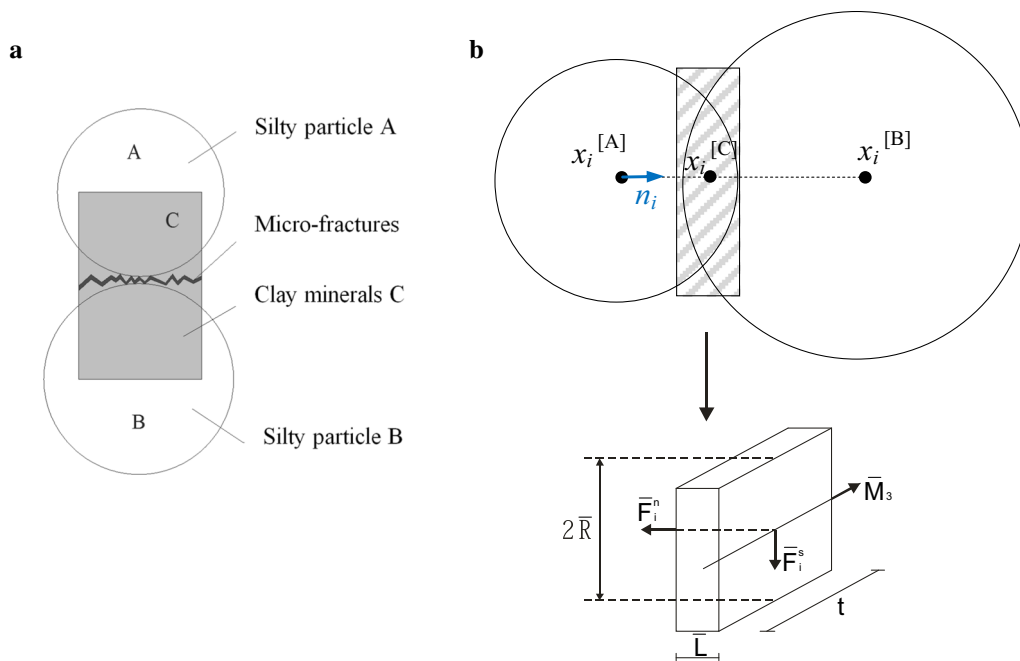 a
A
Silty particle A
C
Micro-fractures
Clay minerals C
B
Silty particle B
b
x_i^[A]
n_i
x_i^[C]
x_i^[B]
2R̅
F̅_i^n
M̅_3
F̅_i^s
L̅
t